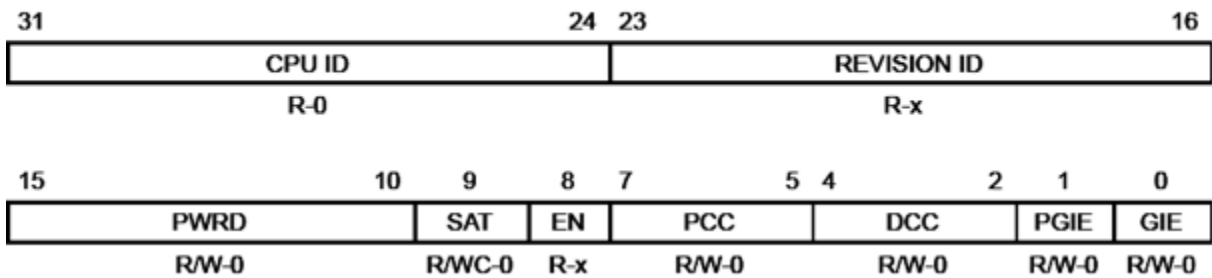 31 24 23 16
CPU ID REVISION ID
R-0 R-x
15 10 9 8 7 5 4 2 1 0
PWRD SAT EN PCC DCC PGIE GIE
R/W-0 R/WC-0 R-x R/W-0 R/W-0 R/W-0 R/W-0